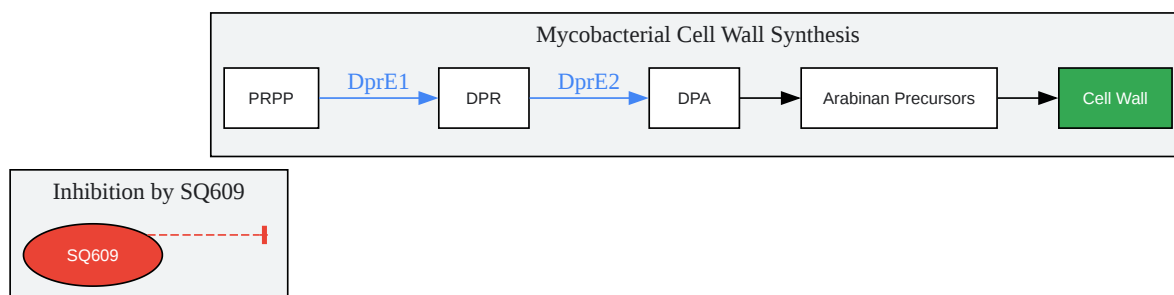 Mycobacterial Cell Wall Synthesis
PRPP
DprE1
DPR
DprE2
DPA
Arabinan Precursors
Cell Wall
Inhibition by SQ609
SQ609